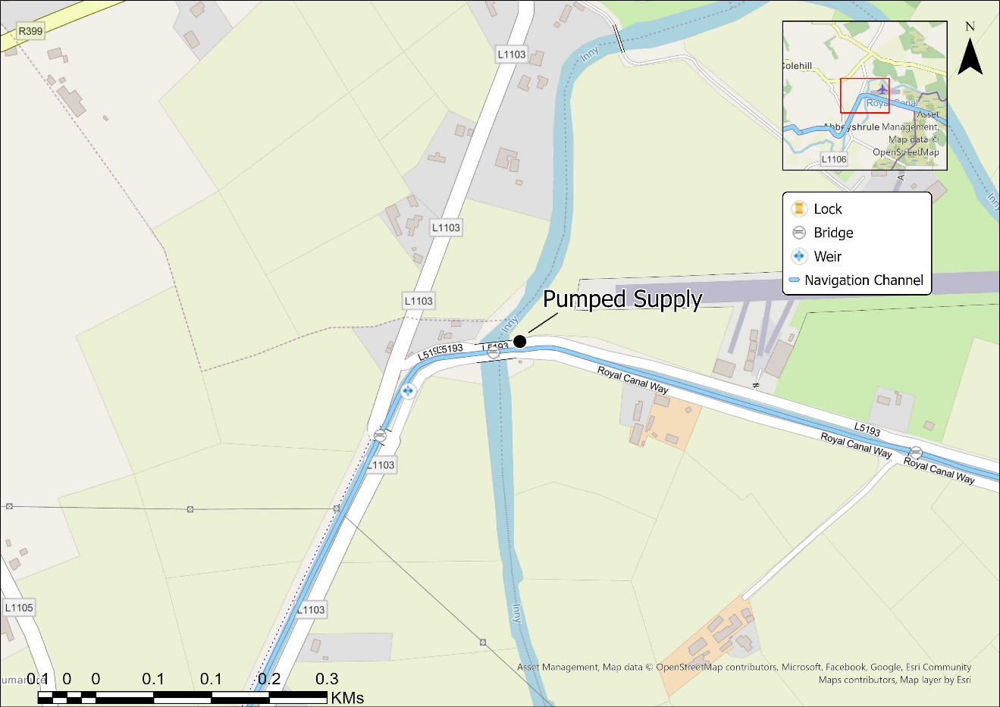 R399
L1103
Inny
N
Colehill
Royal Canal
Asset
Abbeyshrule Management,
Map data ©
OpenStreetMap
L1106
A
Inny
Lock
Bridge
Weir
Navigation Channel
L1103
L1103
Pumped Supply
Inny
L5193
L5193
Royal Canal Way
L5193
Royal Canal Way
Royal Canal Way
L1103
L1105
L1103
Inny
Asset Management, Map data © OpenStreetMap contributors, Microsoft, Facebook, Google, Esri Community
Maps contributors, Map layer by Esri
0.1 0 0 0.1 0.1 0.2 0.3
KMs